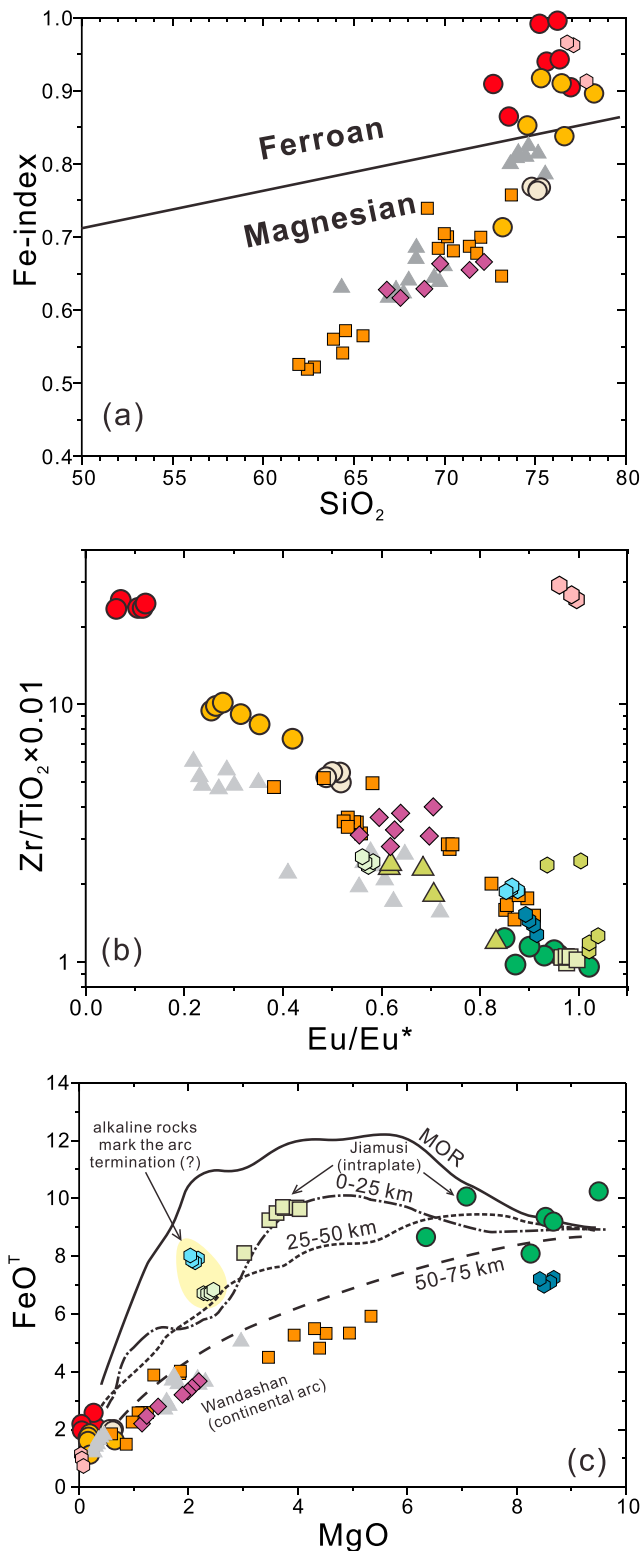 1.0
0.9
0.8
0.7
0.6
0.5
0.4
Fe-index
Ferroan
Magnesian
(a)
50
60
70
80
SiO2
10
1
Zr/TiO2×0.01
(b)
0.0
0.2
0.4
0.6
0.8
1.0
Eu/Eu*
14
12
10
8
6
4
2
0
FeOT
alkaline rocks
mark the arc
termination (?)
Jiamusi
(intraplate)
MOR
0-25 km
25-50 km
50-75 km
Wandashan
(continental arc)
(c)
0
2
4
6
8
10
MgO